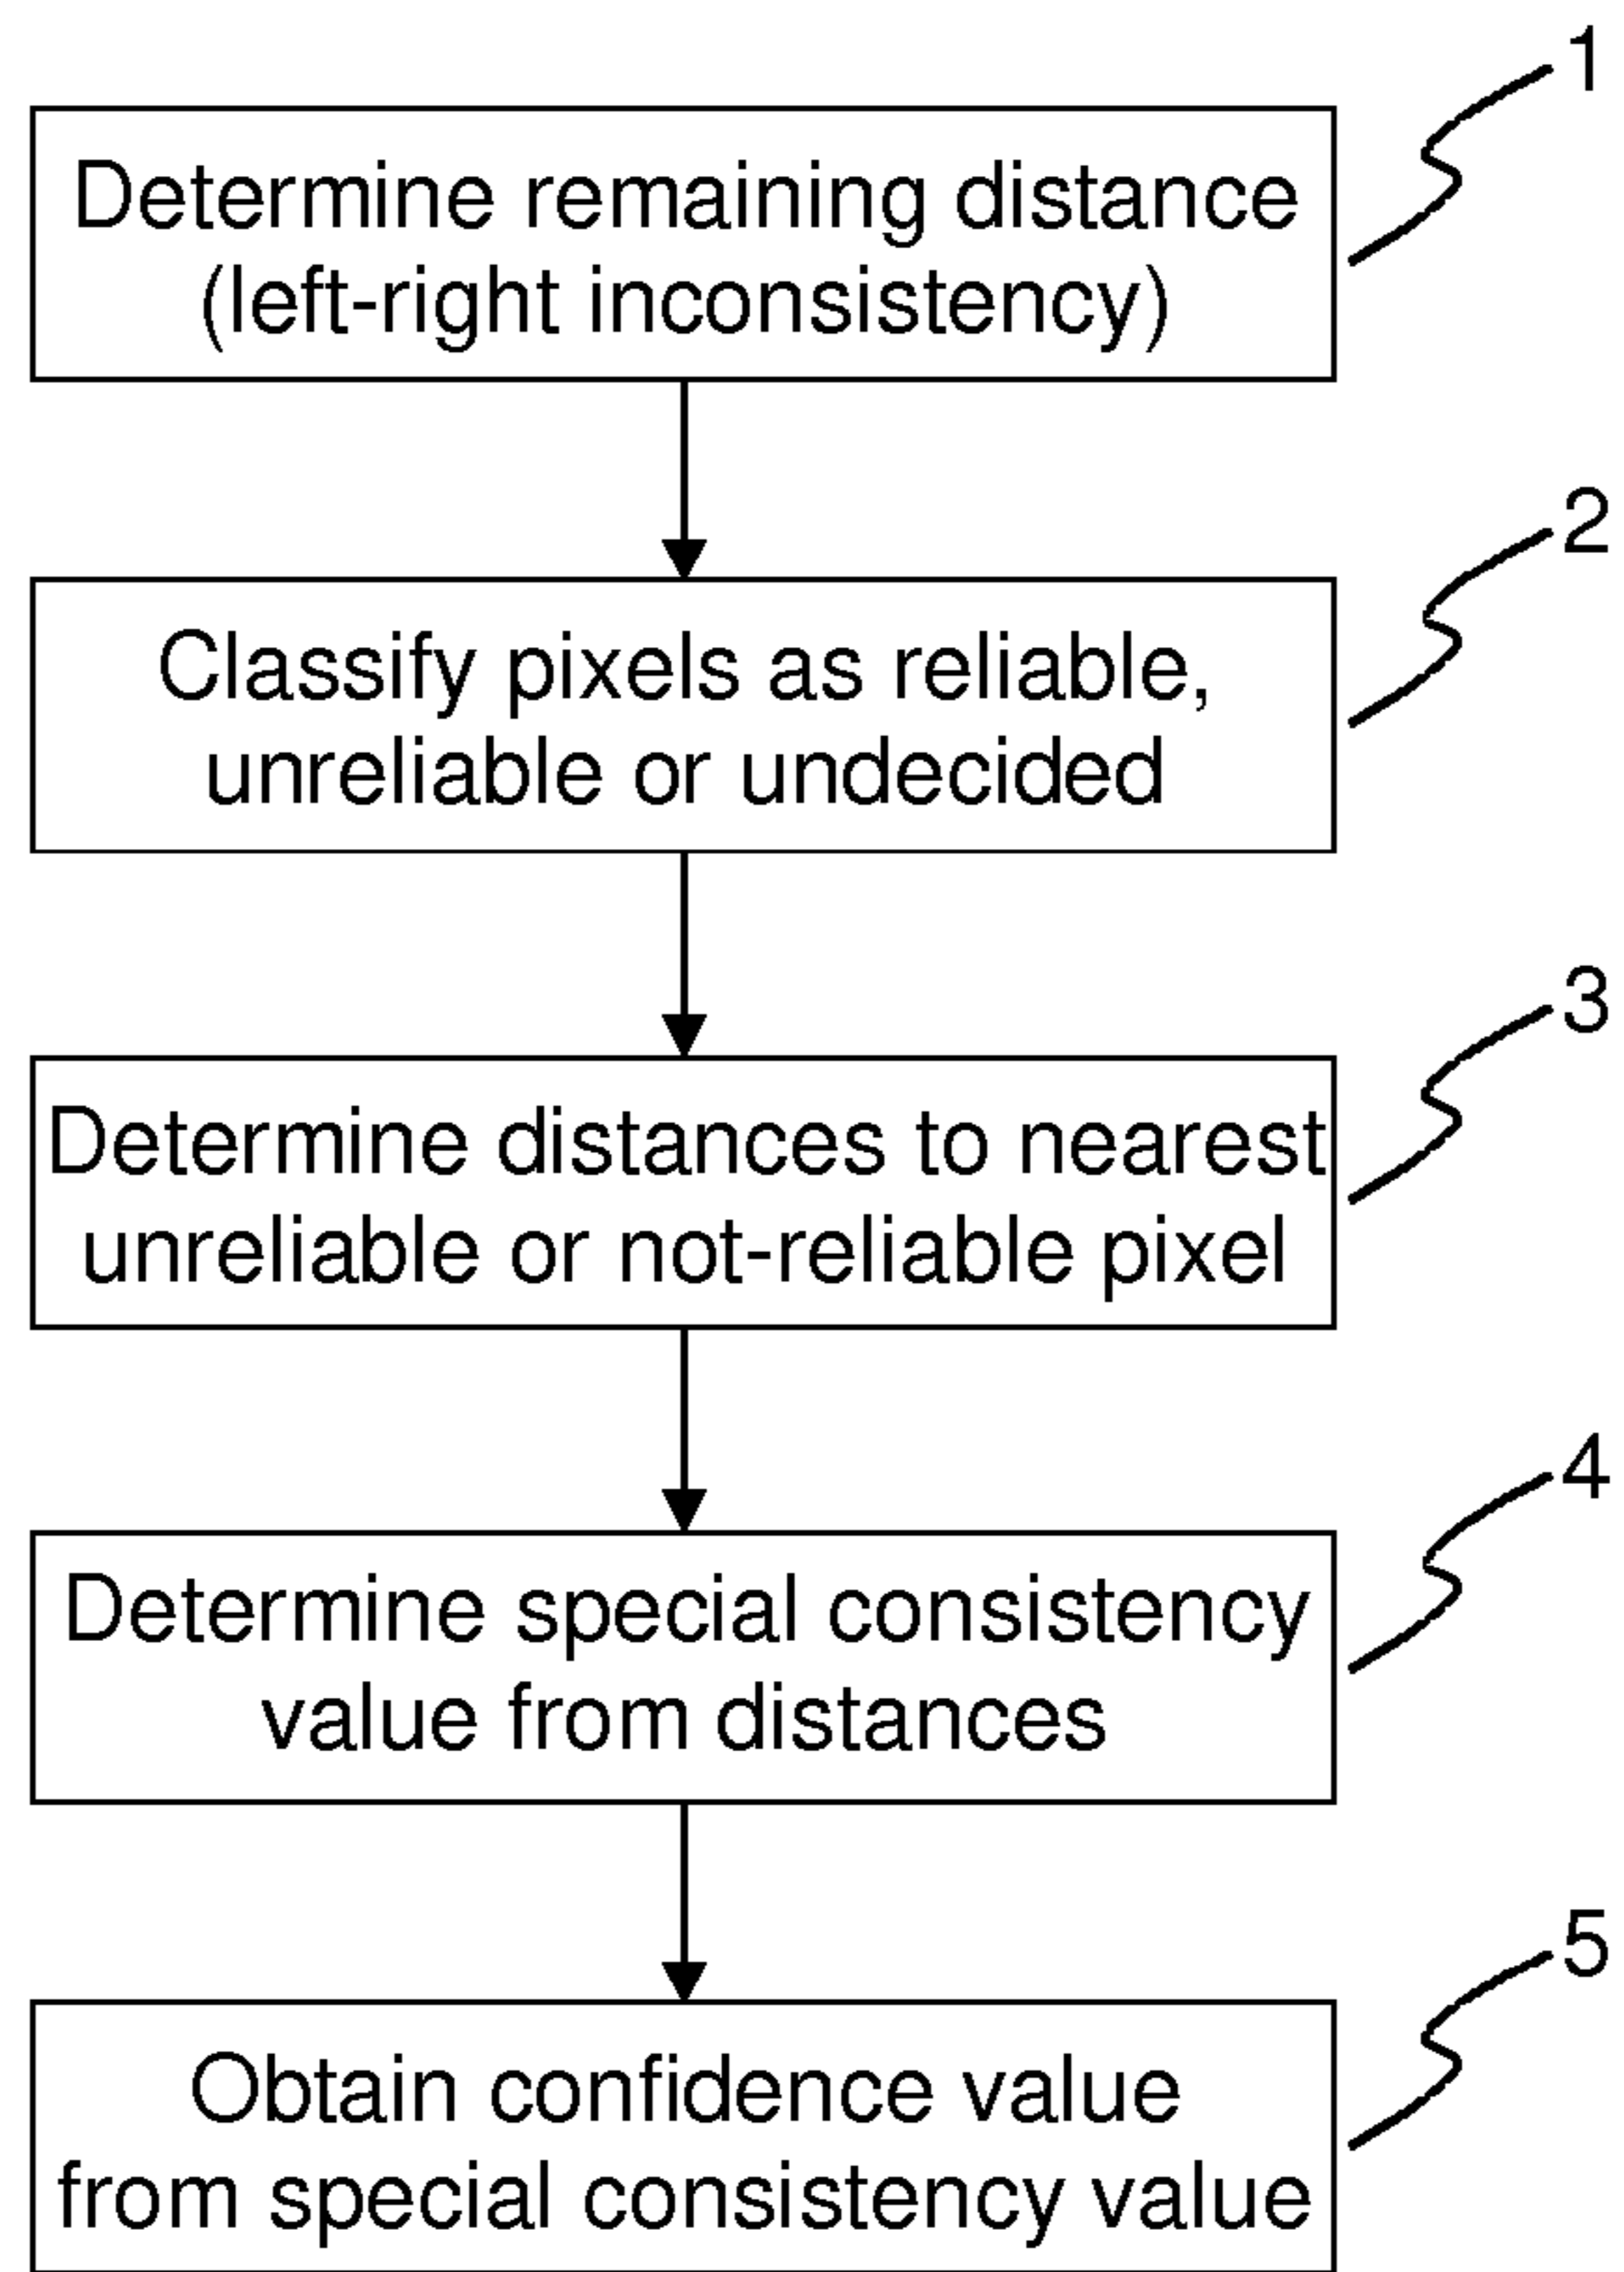 1
Determine remaining distance
(left-right inconsistency)
2
Classify pixels as reliable,
unreliable or undecided
3
Determine distances to nearest
unreliable or not-reliable pixel
4
Determine special consistency
value from distances
5
Obtain confidence value
from special consistency value